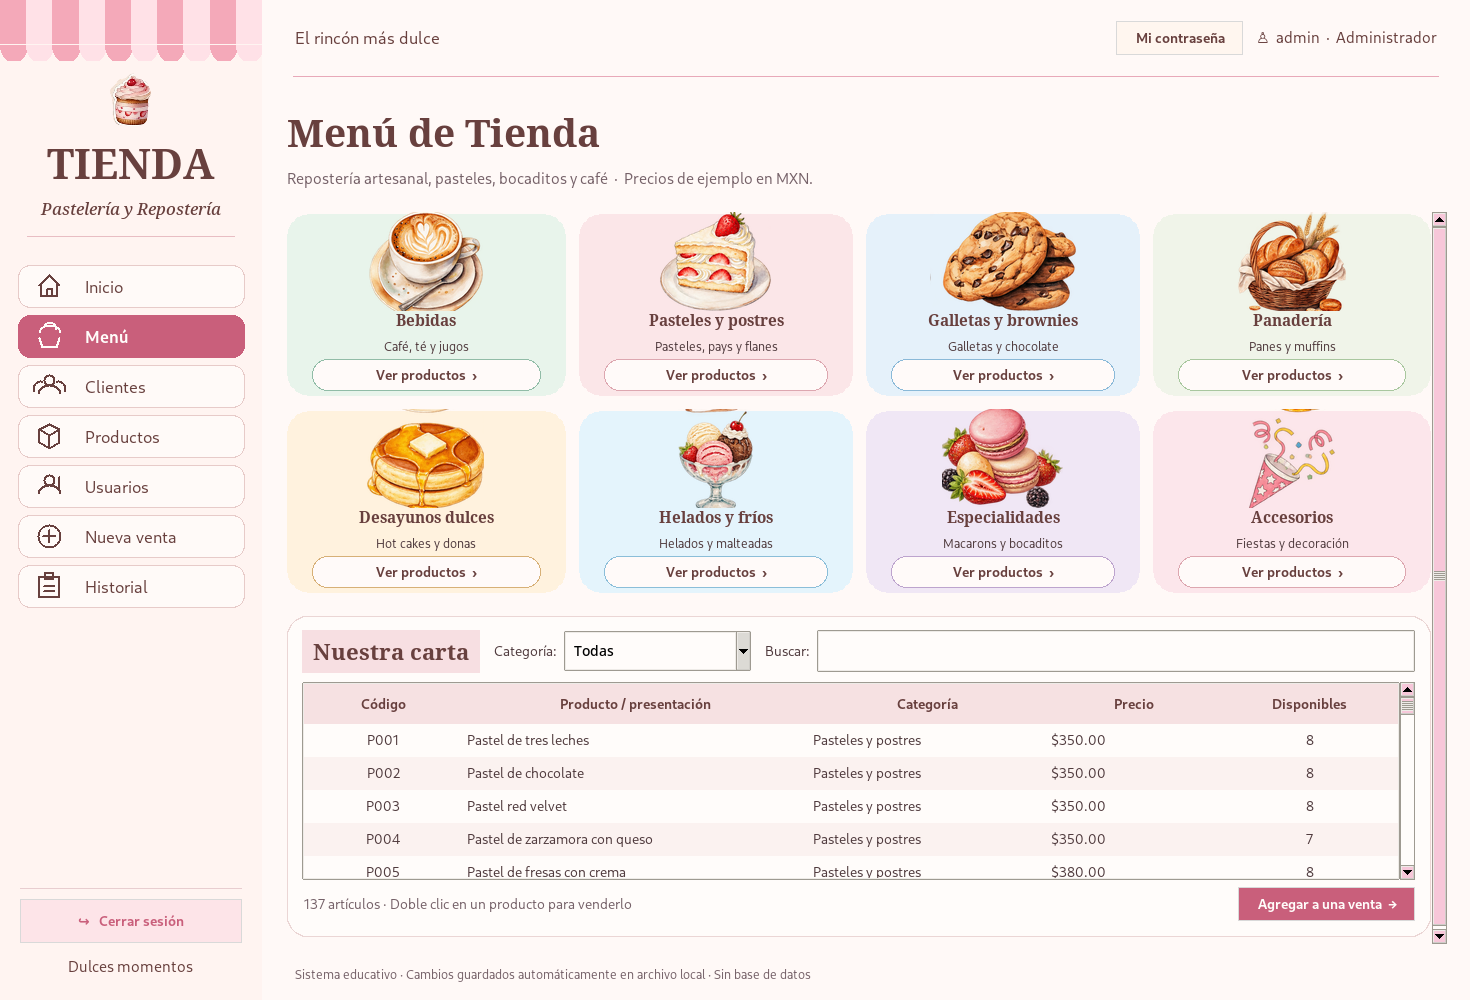 TIENDA
Pastelería y Repostería
Inicio
Menú
Clientes
Productos
Usuarios
Nueva venta
Historial
↪ Cerrar sesión
Dulces momentos
El rincón más dulce
Mi contraseña
♙ admin · Administrador
Menú de Tienda
Repostería artesanal, pasteles, bocaditos y café · Precios de ejemplo en MXN.
Bebidas
Café, té y jugos
Ver productos ›
Pasteles y postres
Pasteles, pays y flanes
Ver productos ›
Galletas y brownies
Galletas y chocolate
Ver productos ›
Panadería
Panes y muffins
Ver productos ›
Desayunos dulces
Hot cakes y donas
Ver productos ›
Helados y fríos
Helados y malteadas
Ver productos ›
Especialidades
Macarons y bocaditos
Ver productos ›
Accesorios
Fiestas y decoración
Ver productos ›
Nuestra carta Categoría: Todas Buscar:
Código Producto / presentación Categoría Precio Disponibles
P001 Pastel de tres leches Pasteles y postres $350.00 8
P002 Pastel de chocolate Pasteles y postres $350.00 8
P003 Pastel red velvet Pasteles y postres $350.00 8
P004 Pastel de zarzamora con queso Pasteles y postres $350.00 7
P005 Pastel de fresas con crema Pasteles y postres $380.00 8
137 artículos · Doble clic en un producto para venderlo
Agregar a una venta →
Sistema educativo · Cambios guardados automáticamente en archivo local · Sin base de datos